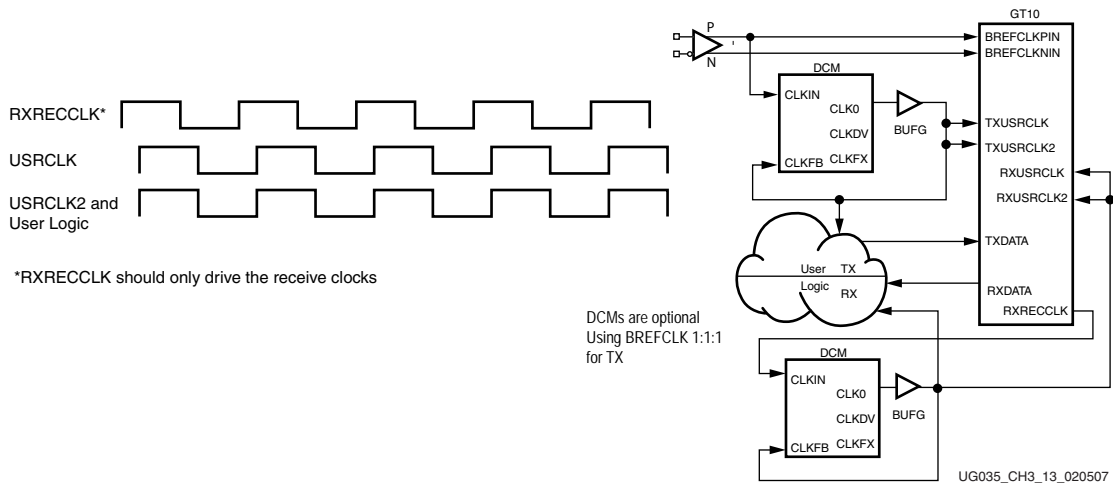 RXRECCLK*
USRCLK
USRCLK2 and
User Logic
*RXRECCLK should only drive the receive clocks
GT10
P
N
'
BREFCLKPIN
BREFCLKNIN
DCM
CLKIN
CLK0
CLKDV
CLKFB
CLKFX
BUFG
TXUSRCLK
TXUSRCLK2
RXUSRCLK
RXUSRCLK2
TXDATA
User TX
Logic RX
RXDATA
RXRECCLK
DCMs are optional
Using BREFCLK 1:1:1
for TX
DCM
CLKIN
CLK0
CLKDV
CLKFB
CLKFX
BUFG
UG035_CH3_13_020507